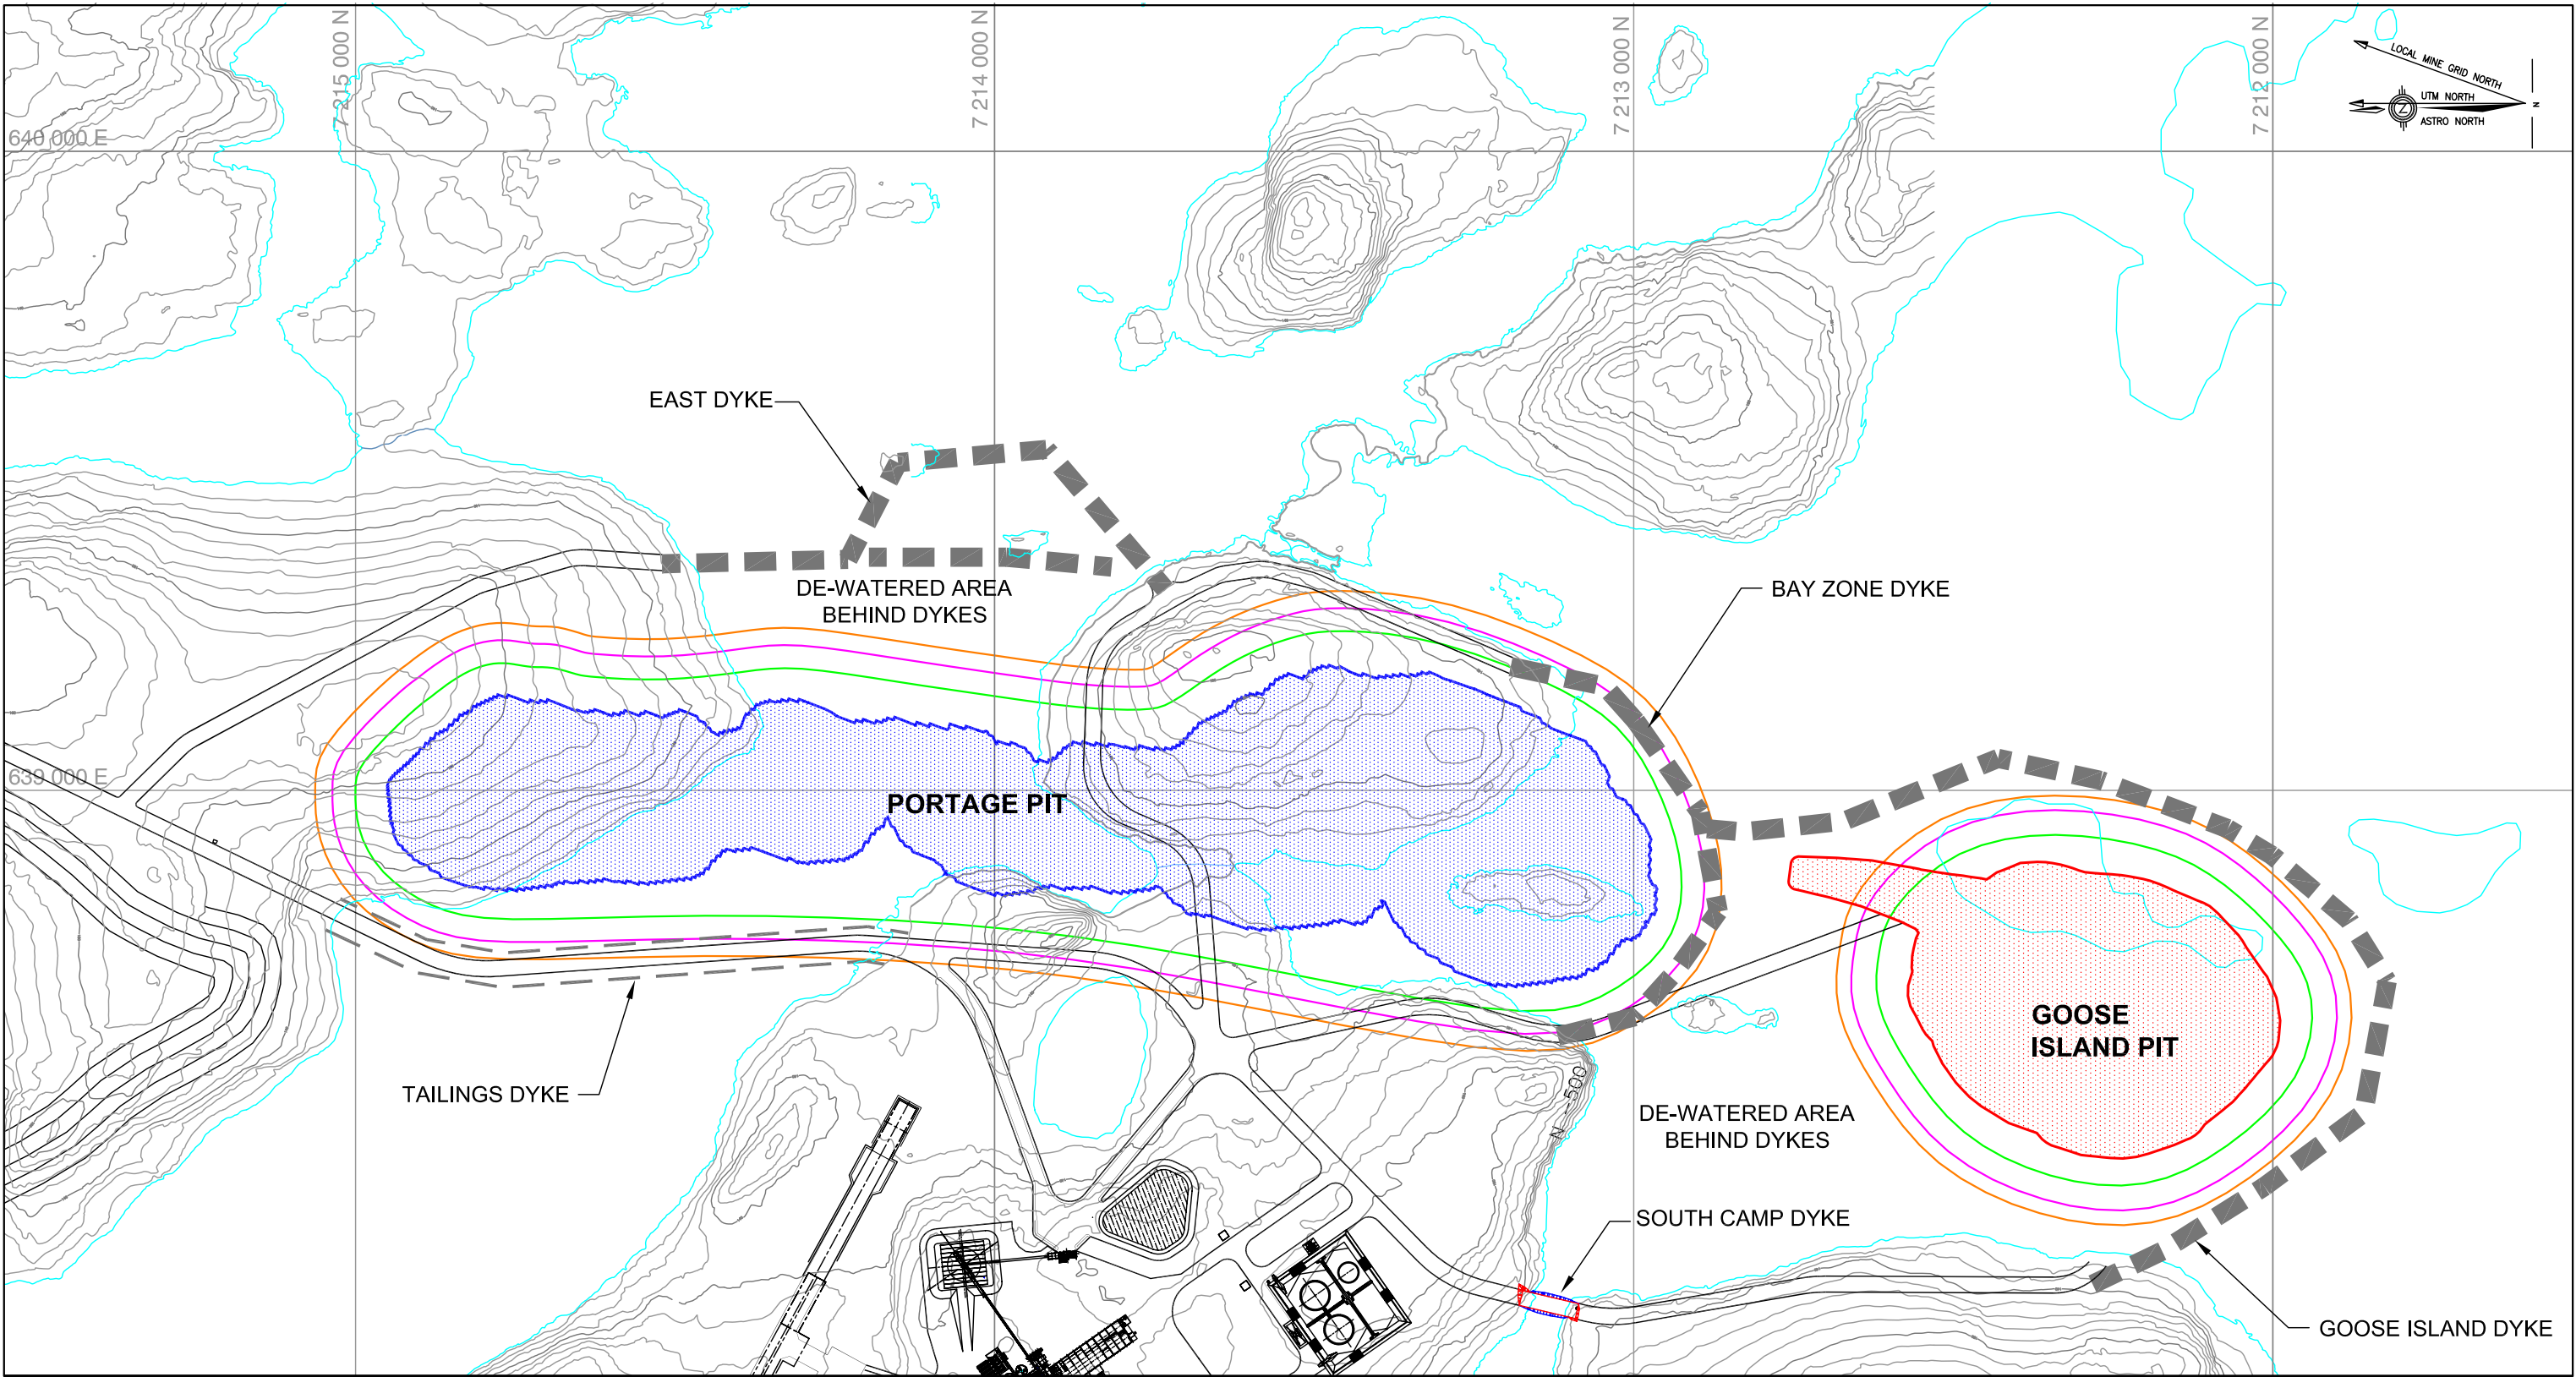 7 215 000 N
7 214 000 N
7 213 000 N
7 212 000 N
LOCAL MINE GRID NORTH
UTM NORTH
Z
N
ASTRO NORTH
640 000 E
EAST DYKE
DE-WATERED AREA
BEHIND DYKES
BAY ZONE DYKE
639 000 E
PORTAGE PIT
GOOSE
ISLAND PIT
TAILINGS DYKE
N -500
DE-WATERED AREA
BEHIND DYKES
SOUTH CAMP DYKE
GOOSE ISLAND DYKE